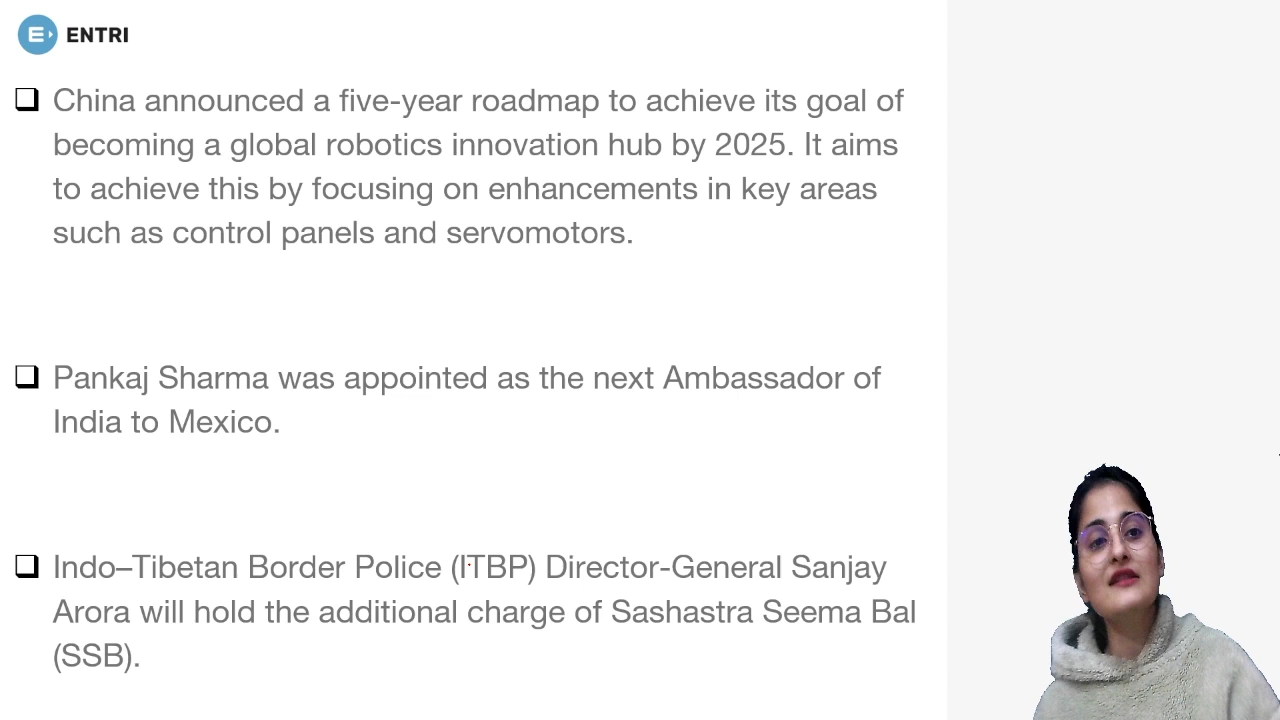 ENTRI
China announced a five-year roadmap to achieve its goal of
becoming a global robotics innovation hub by 2025. It aims
to achieve this by focusing on enhancements in key areas
such as control panels and servomotors.
Pankaj Sharma was appointed as the next Ambassador of
India to Mexico.
Indo–Tibetan Border Police (ITBP) Director-General Sanjay
Arora will hold the additional charge of Sashastra Seema Bal
(SSB).